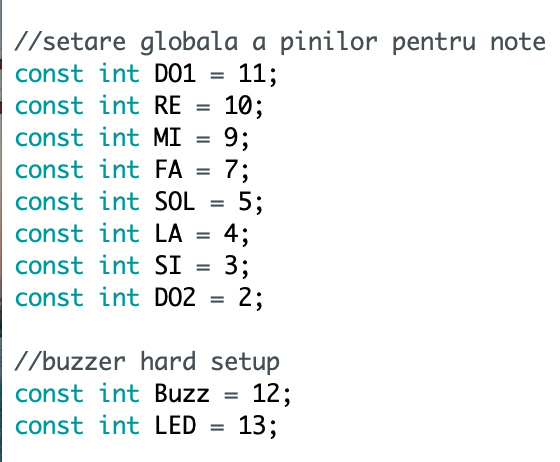 //setare globala a pinilor pentru note
const int DO1 = 11;
const int RE = 10;
const int MI = 9;
const int FA = 7;
const int SOL = 5;
const int LA = 4;
const int SI = 3;
const int DO2 = 2;
//buzzer hard setup
const int Buzz = 12;
const int LED = 13;